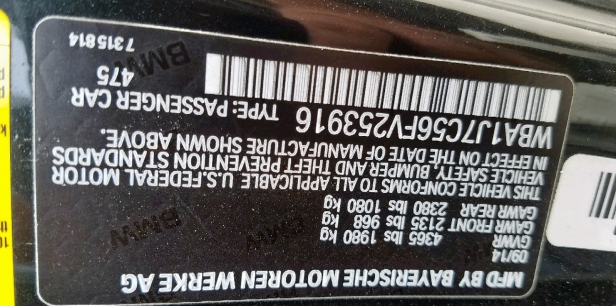 MFD BY BAYERISCHE MOTOREN WERKE AG
09/14
GVWR 4365 lbs 1980 kg
GAWR FRONT 2135 lbs 968 kg
GAWR REAR 2380 lbs 1080 kg
THIS VEHICLE CONFORMS TO ALL APPLICABLE U.S.FEDERAL MOTOR
VEHICLE SAFETY, BUMPER AND THEFT PREVENTION STANDARDS
IN EFFECT ON THE DATE OF MANUFACTURE SHOWN ABOVE.
WBA1J7C56FV253916 TYPE: PASSENGER CAR
475
7315814
BMW